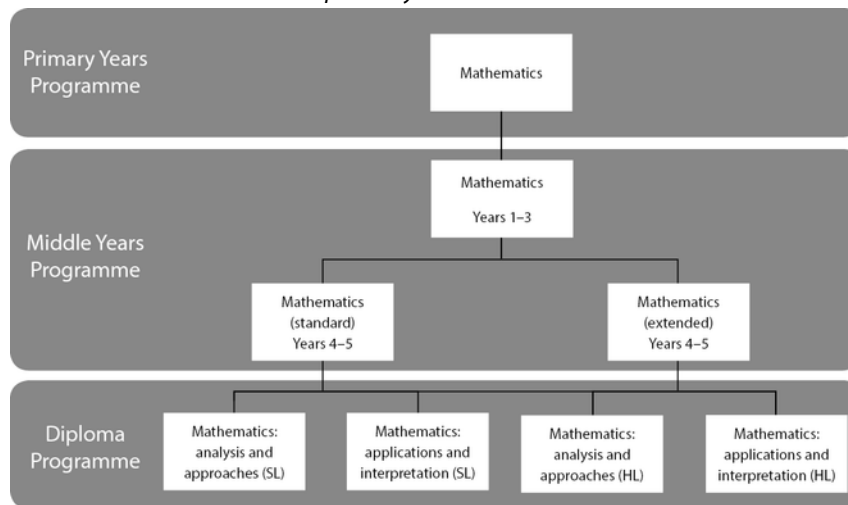 Primary Years
Programme
Mathematics
Middle Years
Programme
Mathematics
Years 1–3
Mathematics
(standard)
Years 4–5
Mathematics
(extended)
Years 4–5
Diploma
Programme
Mathematics:
analysis and
approaches (SL)
Mathematics:
applications and
interpretation (SL)
Mathematics:
analysis and
approaches (HL)
Mathematics:
applications and
interpretation (HL)